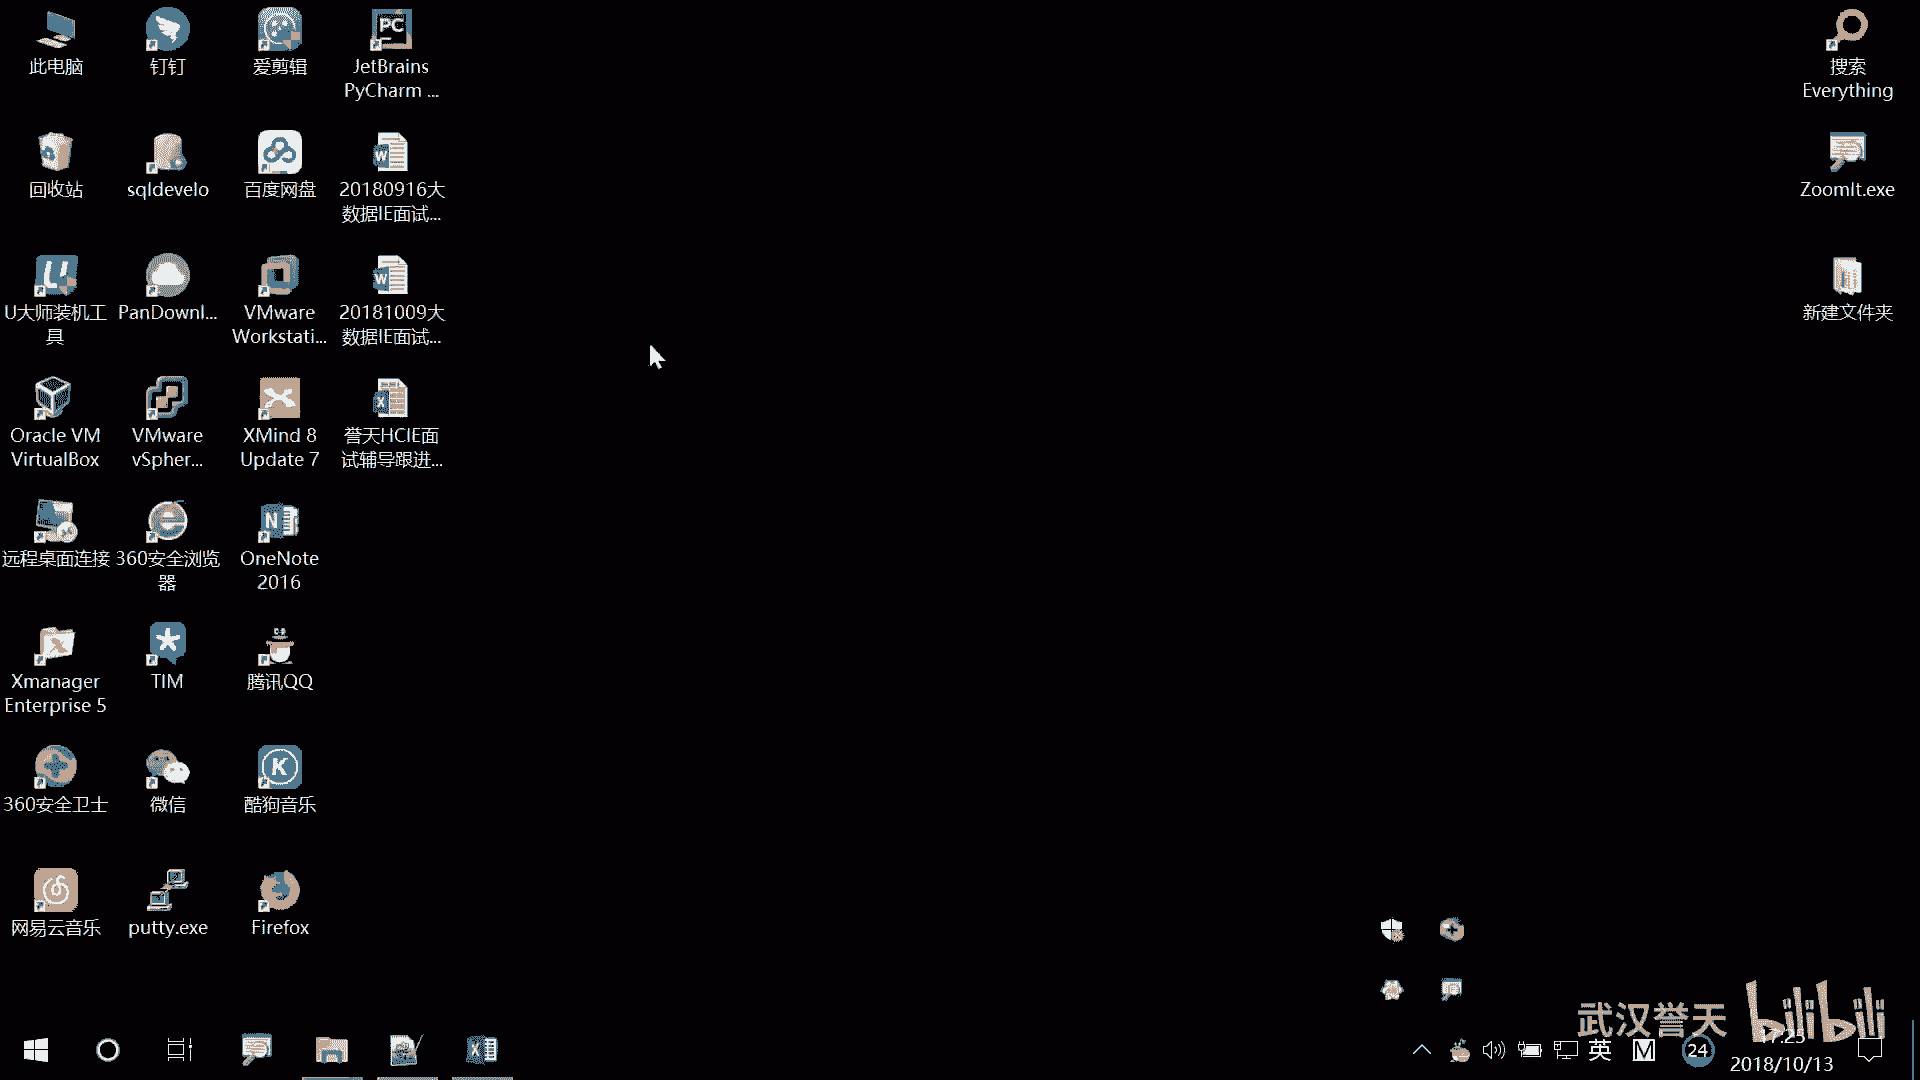 此电脑
钉钉
爱剪辑
JetBrains
PyCharm ...
搜索
Everything
回收站
sqldevelo
百度网盘
20180916大
数据IE面试...
ZoomIt.exe
U大师装机工
具
PanDownl...
VMware
Workstati...
20181009大
数据IE面试...
新建文件夹
Oracle VM
VirtualBox
VMware
vSpher...
XMind 8
Update 7
誉天HCIE面
试辅导跟进...
远程桌面连接
360安全浏览
器
OneNote
2016
Xmanager
Enterprise 5
TIM
腾讯QQ
360安全卫士
微信
酷狗音乐
网易云音乐
putty.exe
Firefox
武汉誉天
bilibili
英
M
24
17:25
2018/10/13